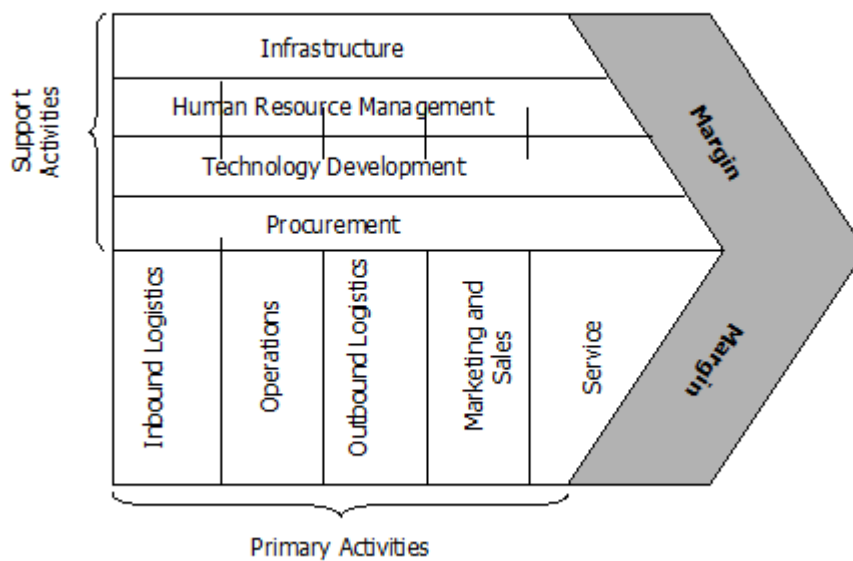 Support
Activities
Infrastructure
Human Resource Management
Technology Development
Procurement
Margin
Inbound Logistics
Operations
Outbound Logistics
Marketing and
Sales
Service
Margin
Primary Activities